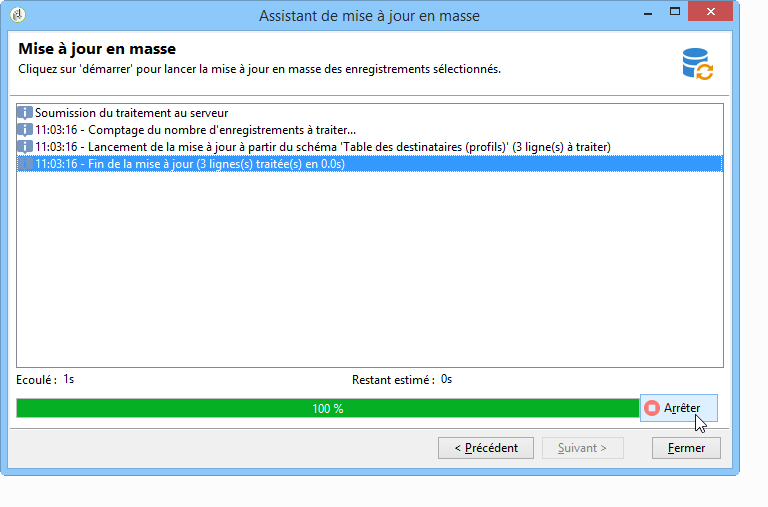 Assistant de mise à jour en masse
Mise à jour en masse
Cliquez sur 'démarrer' pour lancer la mise à jour en masse des enregistrements sélectionnés.
Soumission du traitement au serveur
11:03:16 - Comptage du nombre d'enregistrements à traiter...
11:03:16 - Lancement de la mise à jour à partir du schéma 'Table des destinataires (profils)' (3 ligne(s) à traiter)
11:03:16 - Fin de la mise à jour (3 lignes(s) traitée(s) en 0.0s)
Ecoulé : 1s Restant estimé : 0s
100 % Arrêter
< Précédent Suivant > Fermer